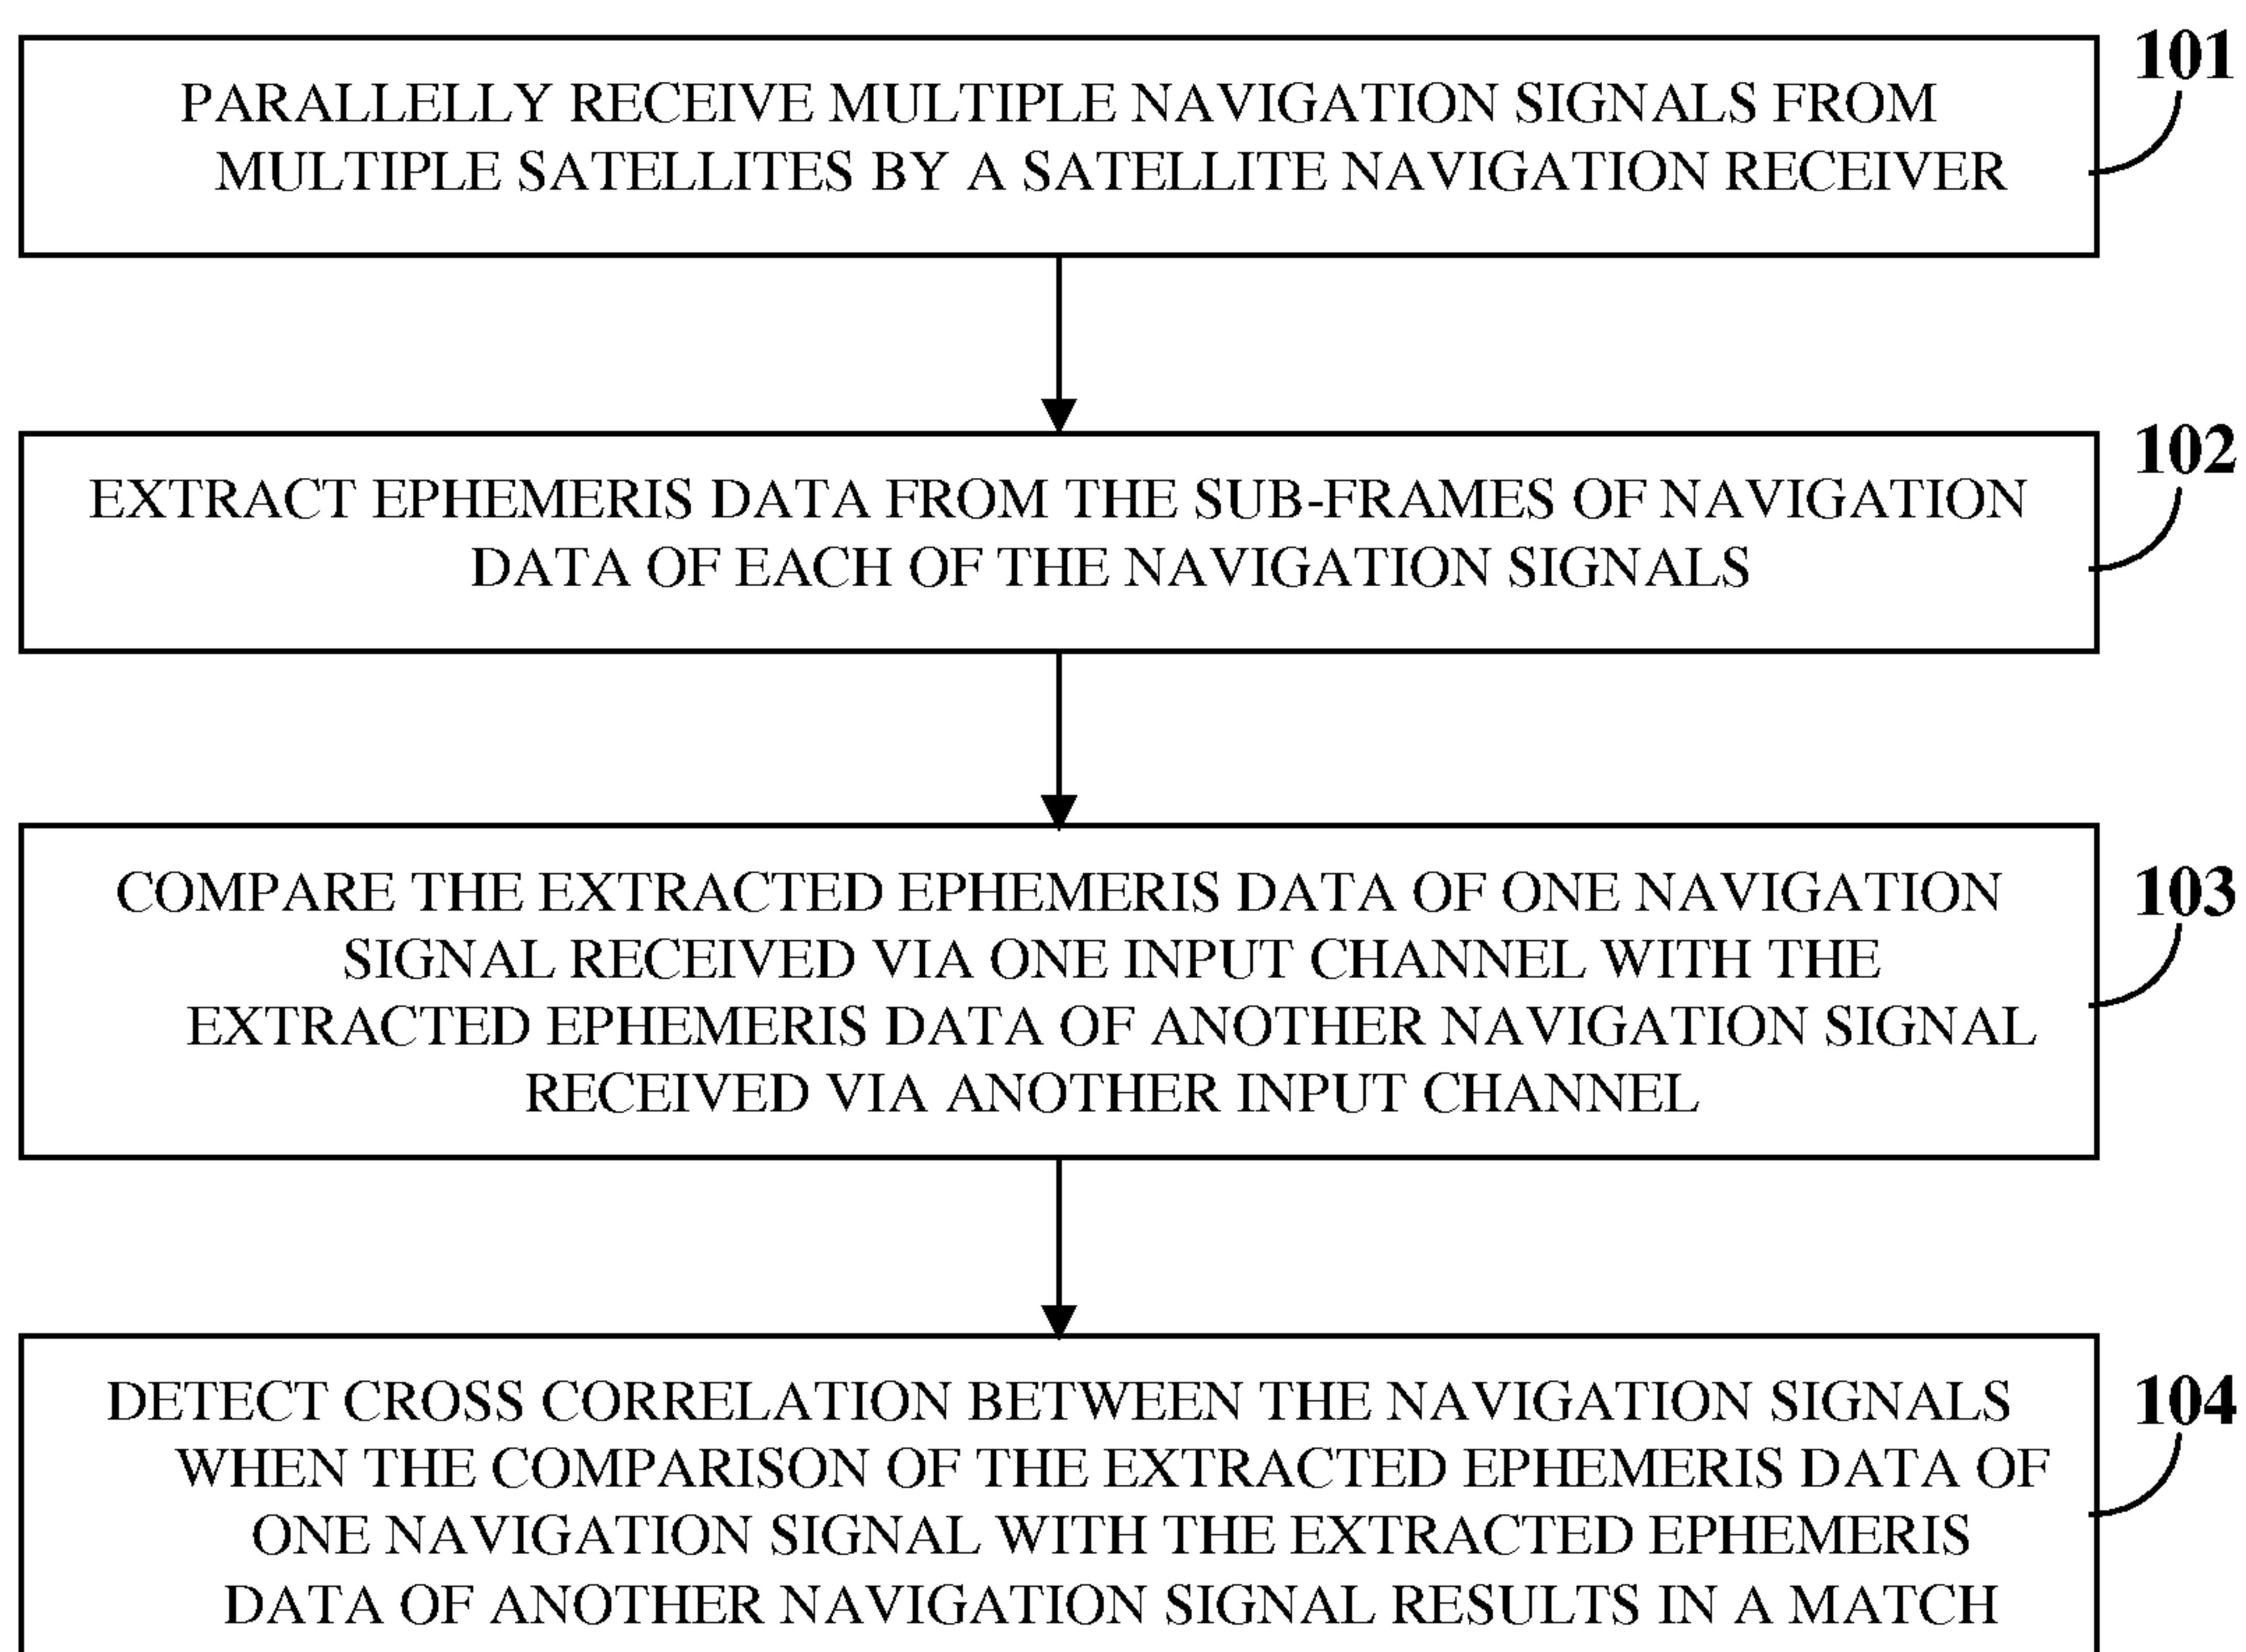 101
PARALLELLY RECEIVE MULTIPLE NAVIGATION SIGNALS FROM
MULTIPLE SATELLITES BY A SATELLITE NAVIGATION RECEIVER
102
EXTRACT EPHEMERIS DATA FROM THE SUB-FRAMES OF NAVIGATION
DATA OF EACH OF THE NAVIGATION SIGNALS
103
COMPARE THE EXTRACTED EPHEMERIS DATA OF ONE NAVIGATION
SIGNAL RECEIVED VIA ONE INPUT CHANNEL WITH THE
EXTRACTED EPHEMERIS DATA OF ANOTHER NAVIGATION SIGNAL
RECEIVED VIA ANOTHER INPUT CHANNEL
104
DETECT CROSS CORRELATION BETWEEN THE NAVIGATION SIGNALS
WHEN THE COMPARISON OF THE EXTRACTED EPHEMERIS DATA OF
ONE NAVIGATION SIGNAL WITH THE EXTRACTED EPHEMERIS
DATA OF ANOTHER NAVIGATION SIGNAL RESULTS IN A MATCH